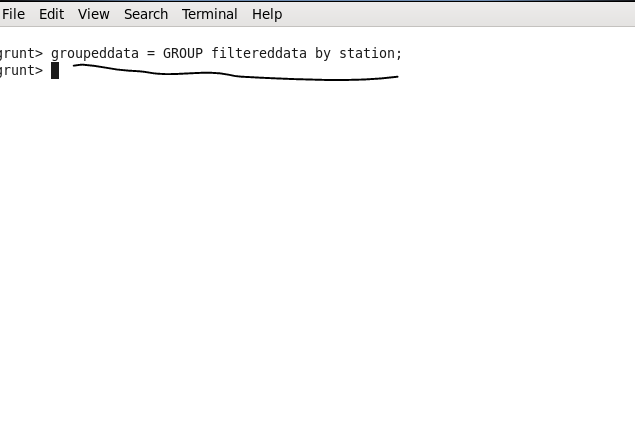 File Edit View Search Terminal Help
grunt> groupeddata = GROUP filtereddata by station;
grunt>